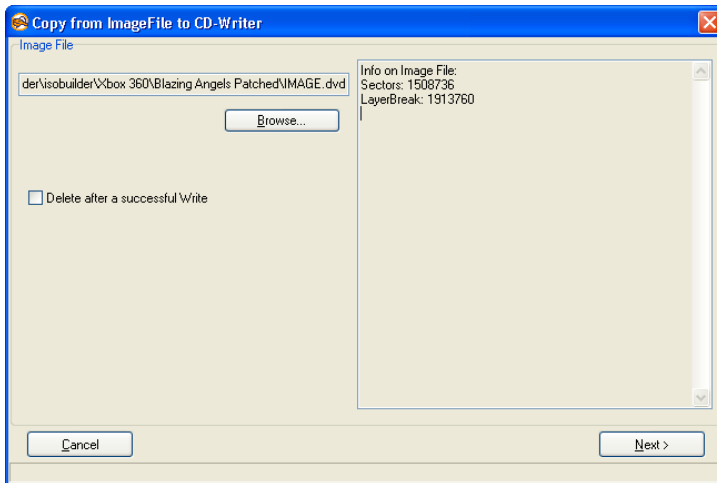 Copy from ImageFile to CD-Writer
Image File
der\isobuilder\Xbox 360\Blazing Angels Patched\IMAGE.dvd
Browse...
Delete after a successful Write
Info on Image File:
Sectors: 1508736
LayerBreak: 1913760
Cancel
Next >